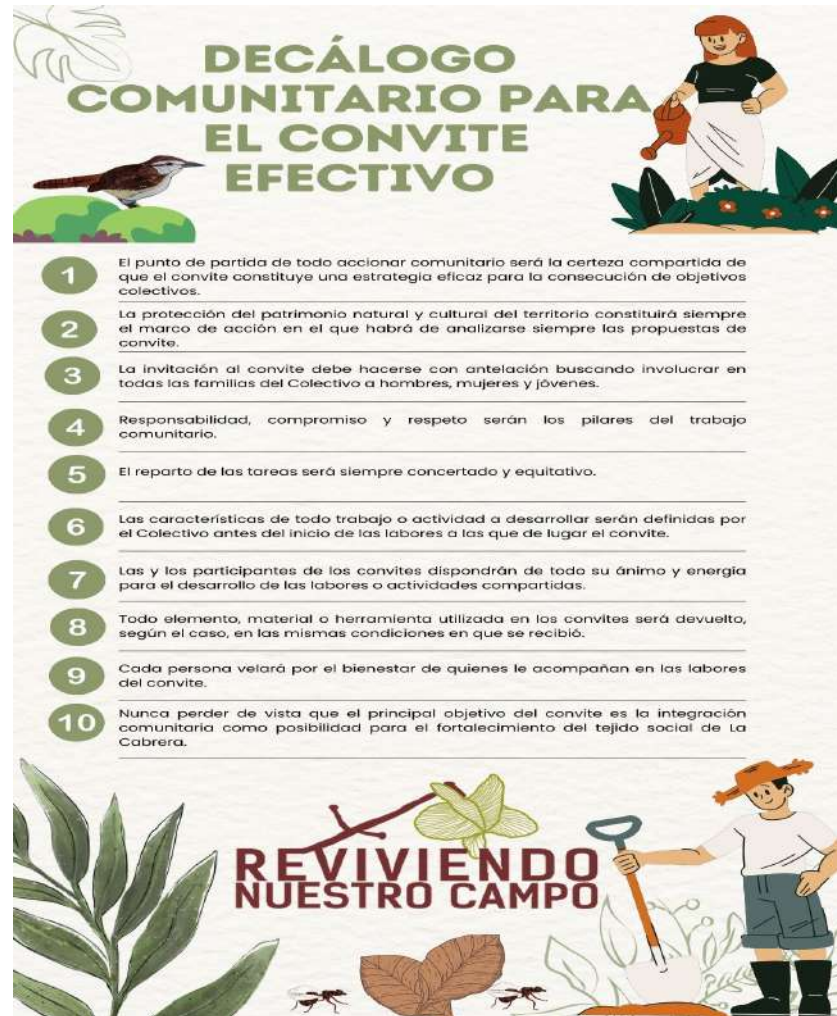 DECÁLOGO
COMUNITARIO PARA
EL CONVITE
EFECTIVO
1
El punto de partida de todo accionar comunitario será la certeza compartida de
que el convite constituye una estrategia eficaz para la consecución de objetivos
colectivos.
2
La protección del patrimonio natural y cultural del territorio constituirá siempre
el marco de acción en el que habrá de analizarse siempre las propuestas de
convite.
3
La invitación al convite debe hacerse con antelación buscando involucrar en
todas las familias del Colectivo a hombres, mujeres y jóvenes.
4
Responsabilidad, compromiso y respeto serán los pilares del trabajo
comunitario.
5
El reparto de las tareas será siempre concertado y equitativo.
6
Las características de todo trabajo o actividad a desarrollar serán definidas por
el Colectivo antes del inicio de las labores a las que de lugar el convite.
7
Las y los participantes de los convites dispondrán de todo su ánimo y energía
para el desarrollo de las labores o actividades compartidas.
8
Todo elemento, material o herramienta utilizada en los convites será devuelto,
según el caso, en las mismas condiciones en que se recibió.
9
Cada persona velará por el bienestar de quienes le acompañan en las labores
del convite.
10
Nunca perder de vista que el principal objetivo del convite es la integración
comunitaria como posibilidad para el fortalecimiento del tejido social de La
Cabrera.
REVIVIENDO
NUESTRO CAMPO